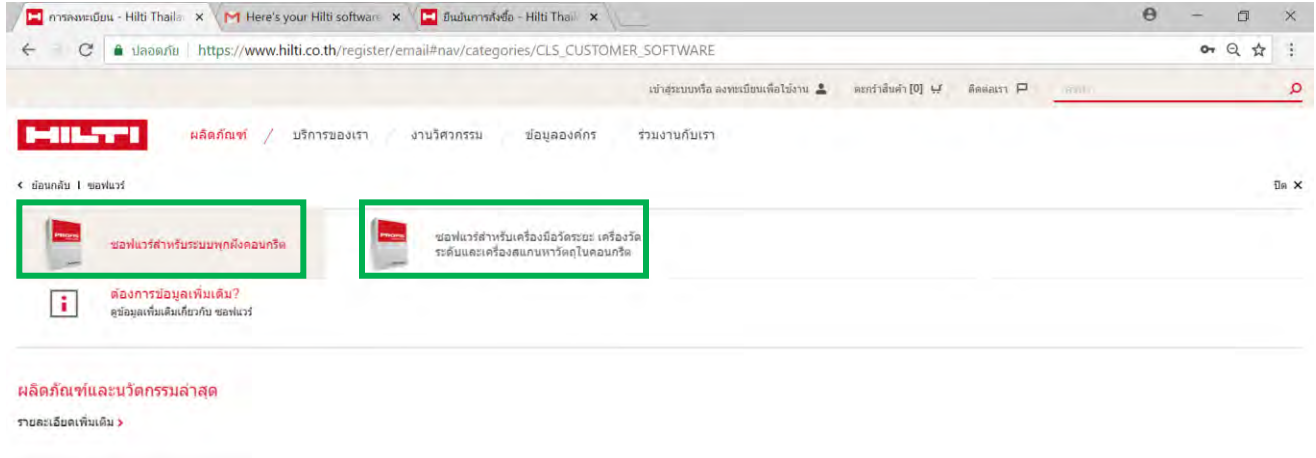 การลงทะเบียน - Hilti Thaila
Here's your Hilti software
ยืนยันการสั่งซื้อ - Hilti Thail
ปลอดภัย https://www.hilti.co.th/register/email#nav/categories/CLS_CUSTOMER_SOFTWARE
เข้าสู่ระบบหรือ ลงทะเบียนเพื่อใช้งาน ตะกร้าสินค้า [0] ติดต่อเรา ค้นหา
HILTI ผลิตภัณฑ์ / บริการของเรา งานวิศวกรรม ข้อมูลองค์กร ร่วมงานกับเรา
ย้อนกลับ | ซอฟแวร์ ปิด X
ซอฟแวร์สำหรับระบบพุกฝังคอนกรีต
ซอฟแวร์สำหรับเครื่องมือวัดระยะ เครื่องวัด
ระดับและเครื่องสแกนหาวัตถุในคอนกรีต
ต้องการข้อมูลเพิ่มเติม?
ดูข้อมูลเพิ่มเติมเกี่ยวกับ ซอฟแวร์
ผลิตภัณฑ์และนวัตกรรมล่าสุด
รายละเอียดเพิ่มเติม >